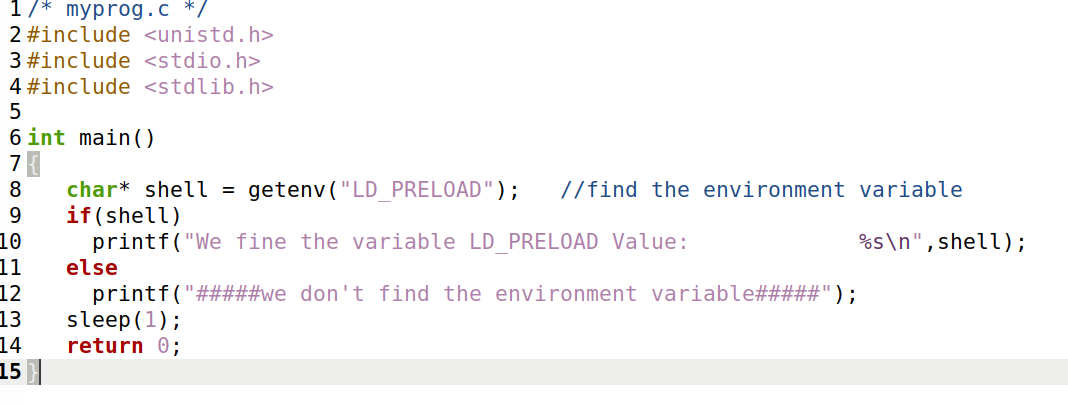 1 /* myprog.c */
2 #include <unistd.h>
3 #include <stdio.h>
4 #include <stdlib.h>
5
6 int main()
7 {
8    char* shell = getenv("LD_PRELOAD");   //find the environment variable
9    if(shell)
10     printf("We fine the variable LD_PRELOAD Value:             %s\n",shell);
11   else
12     printf("#####we don't find the environment variable#####");
13   sleep(1);
14   return 0;
15 }